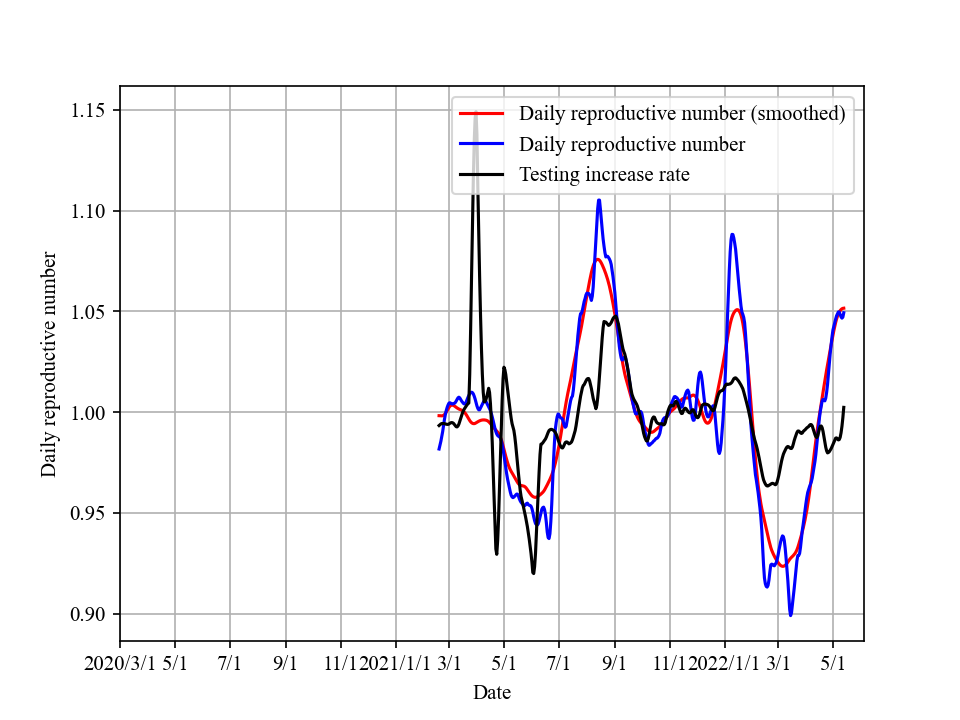 Daily reproductive number (smoothed)
Daily reproductive number
Testing increase rate
Daily reproductive number
1.15
1.10
1.05
1.00
0.95
0.90
2020/3/1 5/1 7/1 9/1 11/1 2021/1/1 3/1 5/1 7/1 9/1 11/1 2022/1/1 3/1 5/1
Date